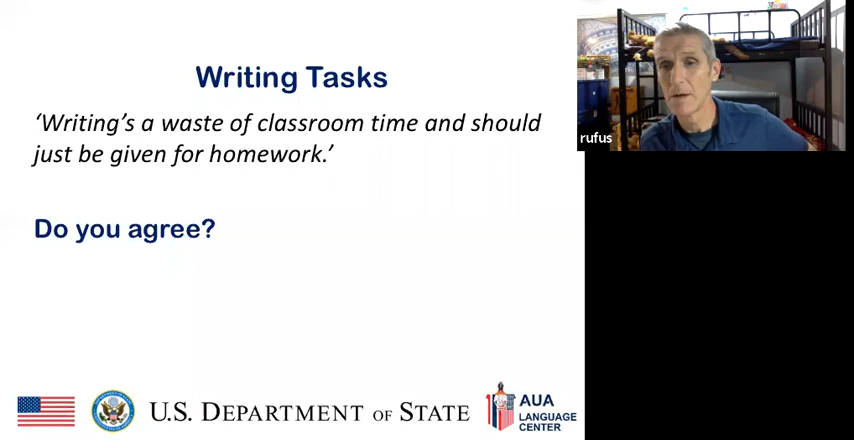 Writing Tasks
‘Writing’s a waste of classroom time and should
just be given for homework.’
Do you agree?
rufus
U.S. DEPARTMENT OF STATE
AUA
LANGUAGE
CENTER